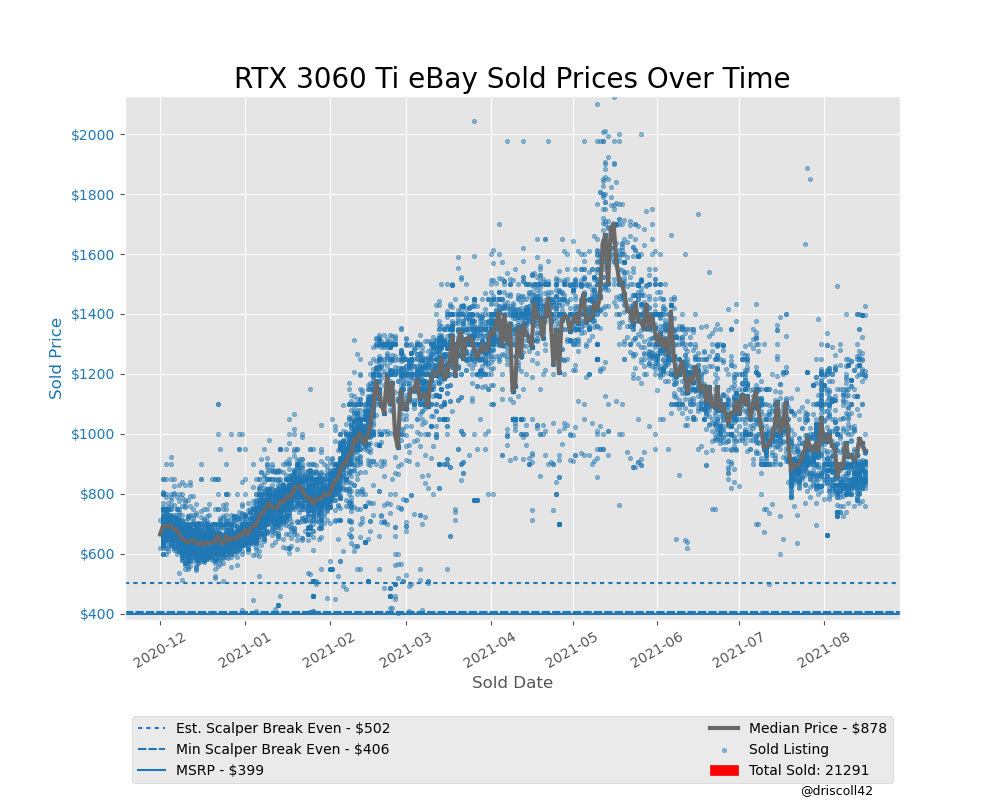 RTX 3060 Ti eBay Sold Prices Over Time
$2000
$1800
$1600
$1400
$1200
$1000
$800
$600
$400
Sold Price
2020-12
2021-01
2021-02
2021-03
2021-04
2021-05
2021-06
2021-07
2021-08
Sold Date
Est. Scalper Break Even - $502
Min Scalper Break Even - $406
MSRP - $399
Median Price - $878
Sold Listing
Total Sold: 21291
@driscoll42